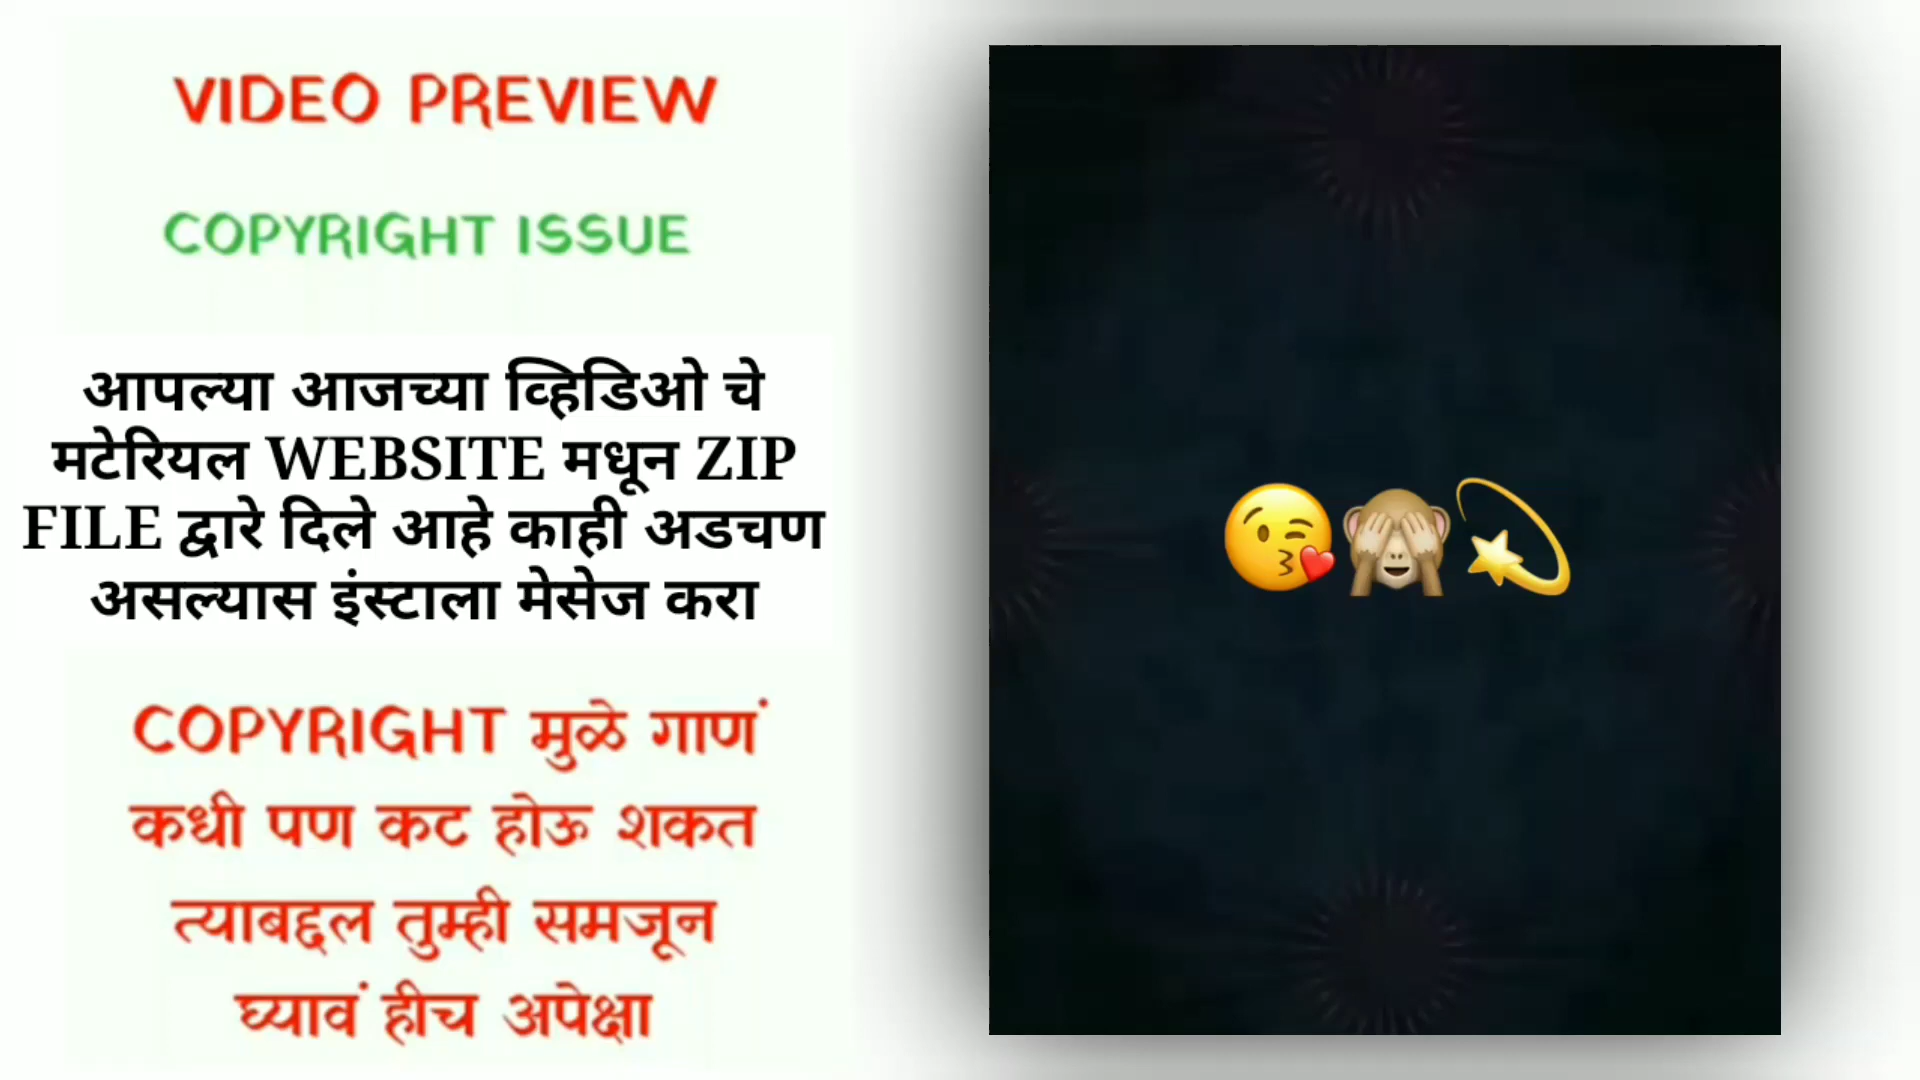 VIDEO PREVIEW
COPYRIGHT ISSUE
आपल्या आजच्या व्हिडिओ चे
मटेरियल WEBSITE मधून ZIP
FILE द्वारे दिले आहे काही अडचण
असल्यास इंस्टाला मेसेज करा
COPYRIGHT मुळे गाणं
कधी पण कट होऊ शकत
त्याबद्दल तुम्ही समजून
घ्यावं हीच अपेक्षा